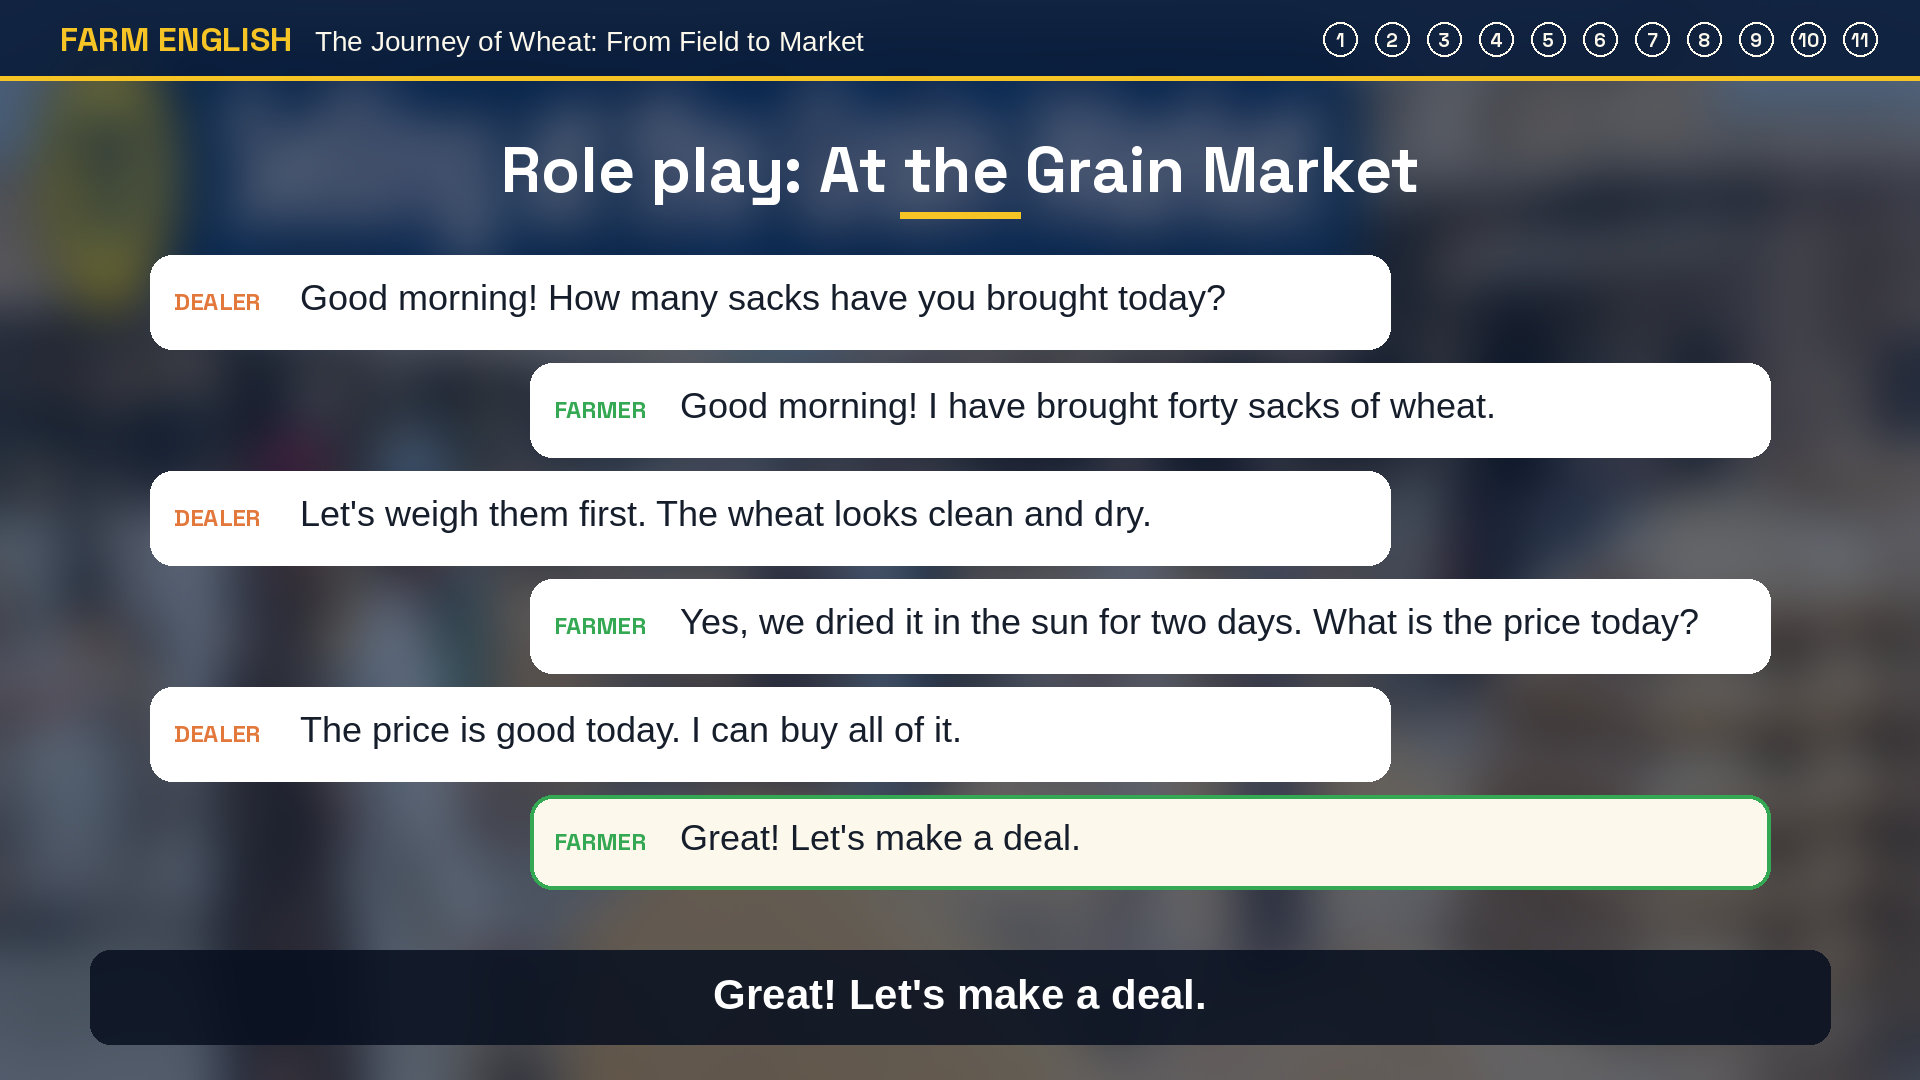 FARM ENGLISH The Journey of Wheat: From Field to Market 1 2 3 4 5 6 7 8 9 10 11
Role play: At the Grain Market
DEALER Good morning! How many sacks have you brought today?
FARMER Good morning! I have brought forty sacks of wheat.
DEALER Let's weigh them first. The wheat looks clean and dry.
FARMER Yes, we dried it in the sun for two days. What is the price today?
DEALER The price is good today. I can buy all of it.
FARMER Great! Let's make a deal.
Great! Let's make a deal.